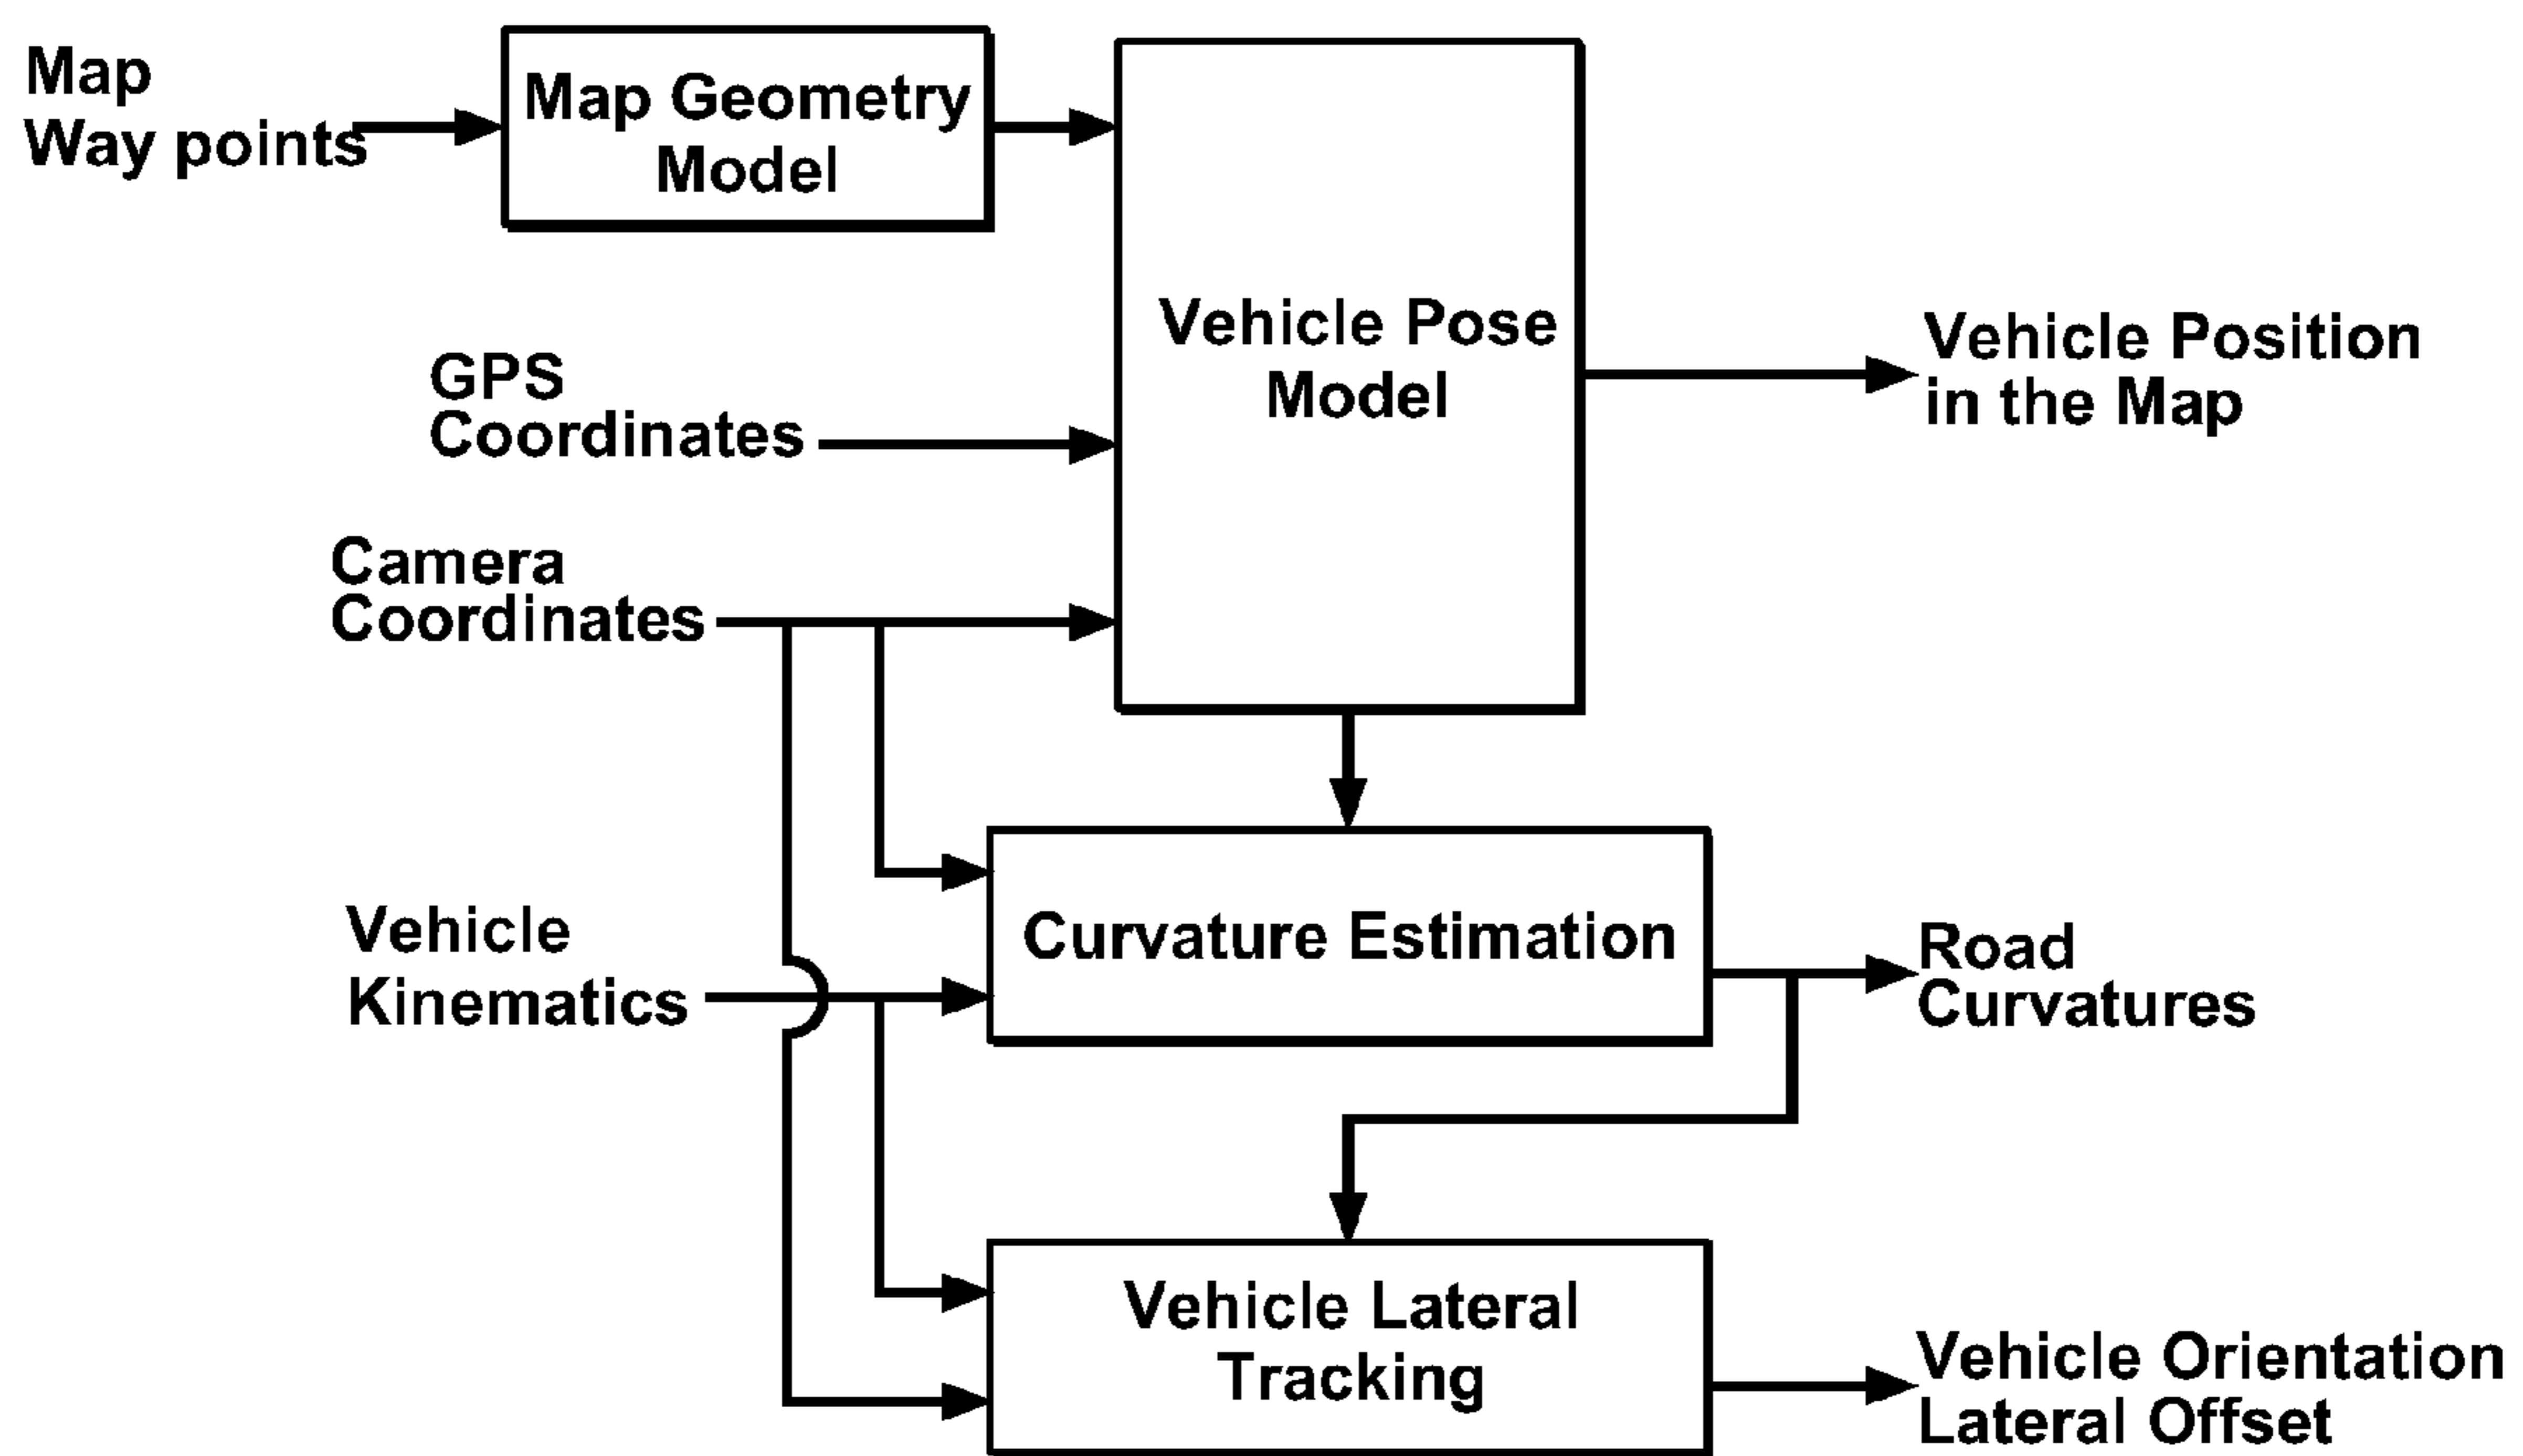 Map
Way points
Map Geometry
Model
GPS
Coordinates
Camera
Coordinates
Vehicle Pose
Model
Vehicle Position
in the Map
Vehicle
Kinematics
Curvature Estimation
Road
Curvatures
Vehicle Lateral
Tracking
Vehicle Orientation
Lateral Offset